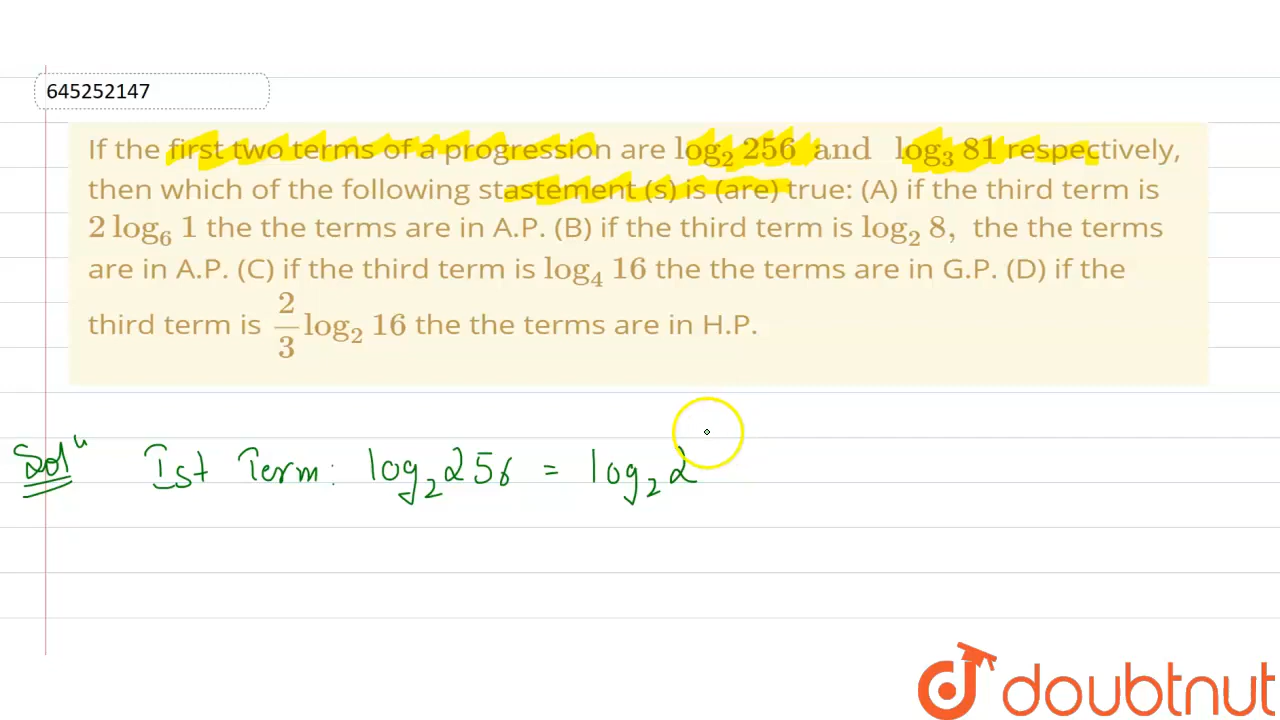 645252147
If the first two terms of a progression are log₂ 256 and log₃ 81 respectively,
then which of the following stastement (s) is (are) true: (A) if the third term is
2 log₆ 1 the the terms are in A.P. (B) if the third term is log₂ 8, the the terms
are in A.P. (C) if the third term is log₄ 16 the the terms are in G.P. (D) if the
third term is 2/3 log₂ 16 the the terms are in H.P.
Solⁿ Ist Term: log₂ 256 = log₂ 2
doubtnut